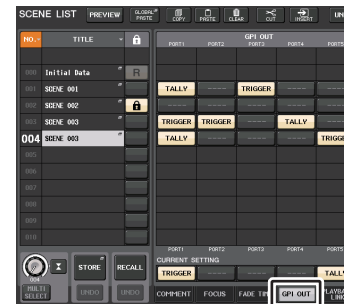 SCENE LIST PREVIEW GLOBAL PASTE COPY PASTE CLEAR CUT INSERT UN
NO. TITLE GPI OUT
PORT1 PORT2 PORT3 PORT4 PORT5
000 Initial Data R
001 SCENE 001 TALLY ---- TRIGGER ---- ----
002 SCENE 002 ---- ---- ---- ---- ----
003 SCENE 003 TRIGGER TRIGGER ---- TALLY ----
004 SCENE 003 TALLY ---- ---- ---- TRIGGE
005
006
007
008
009
010
PORT1 PORT2 PORT3 PORT4 PORT5
CURRENT SETTING
004 STORE RECALL TRIGGER ---- ---- ---- TALL
MULTI SELECT UNDO UNDO COMMENT FOCUS FADE TIM GPI OUT PLAYBA LINK